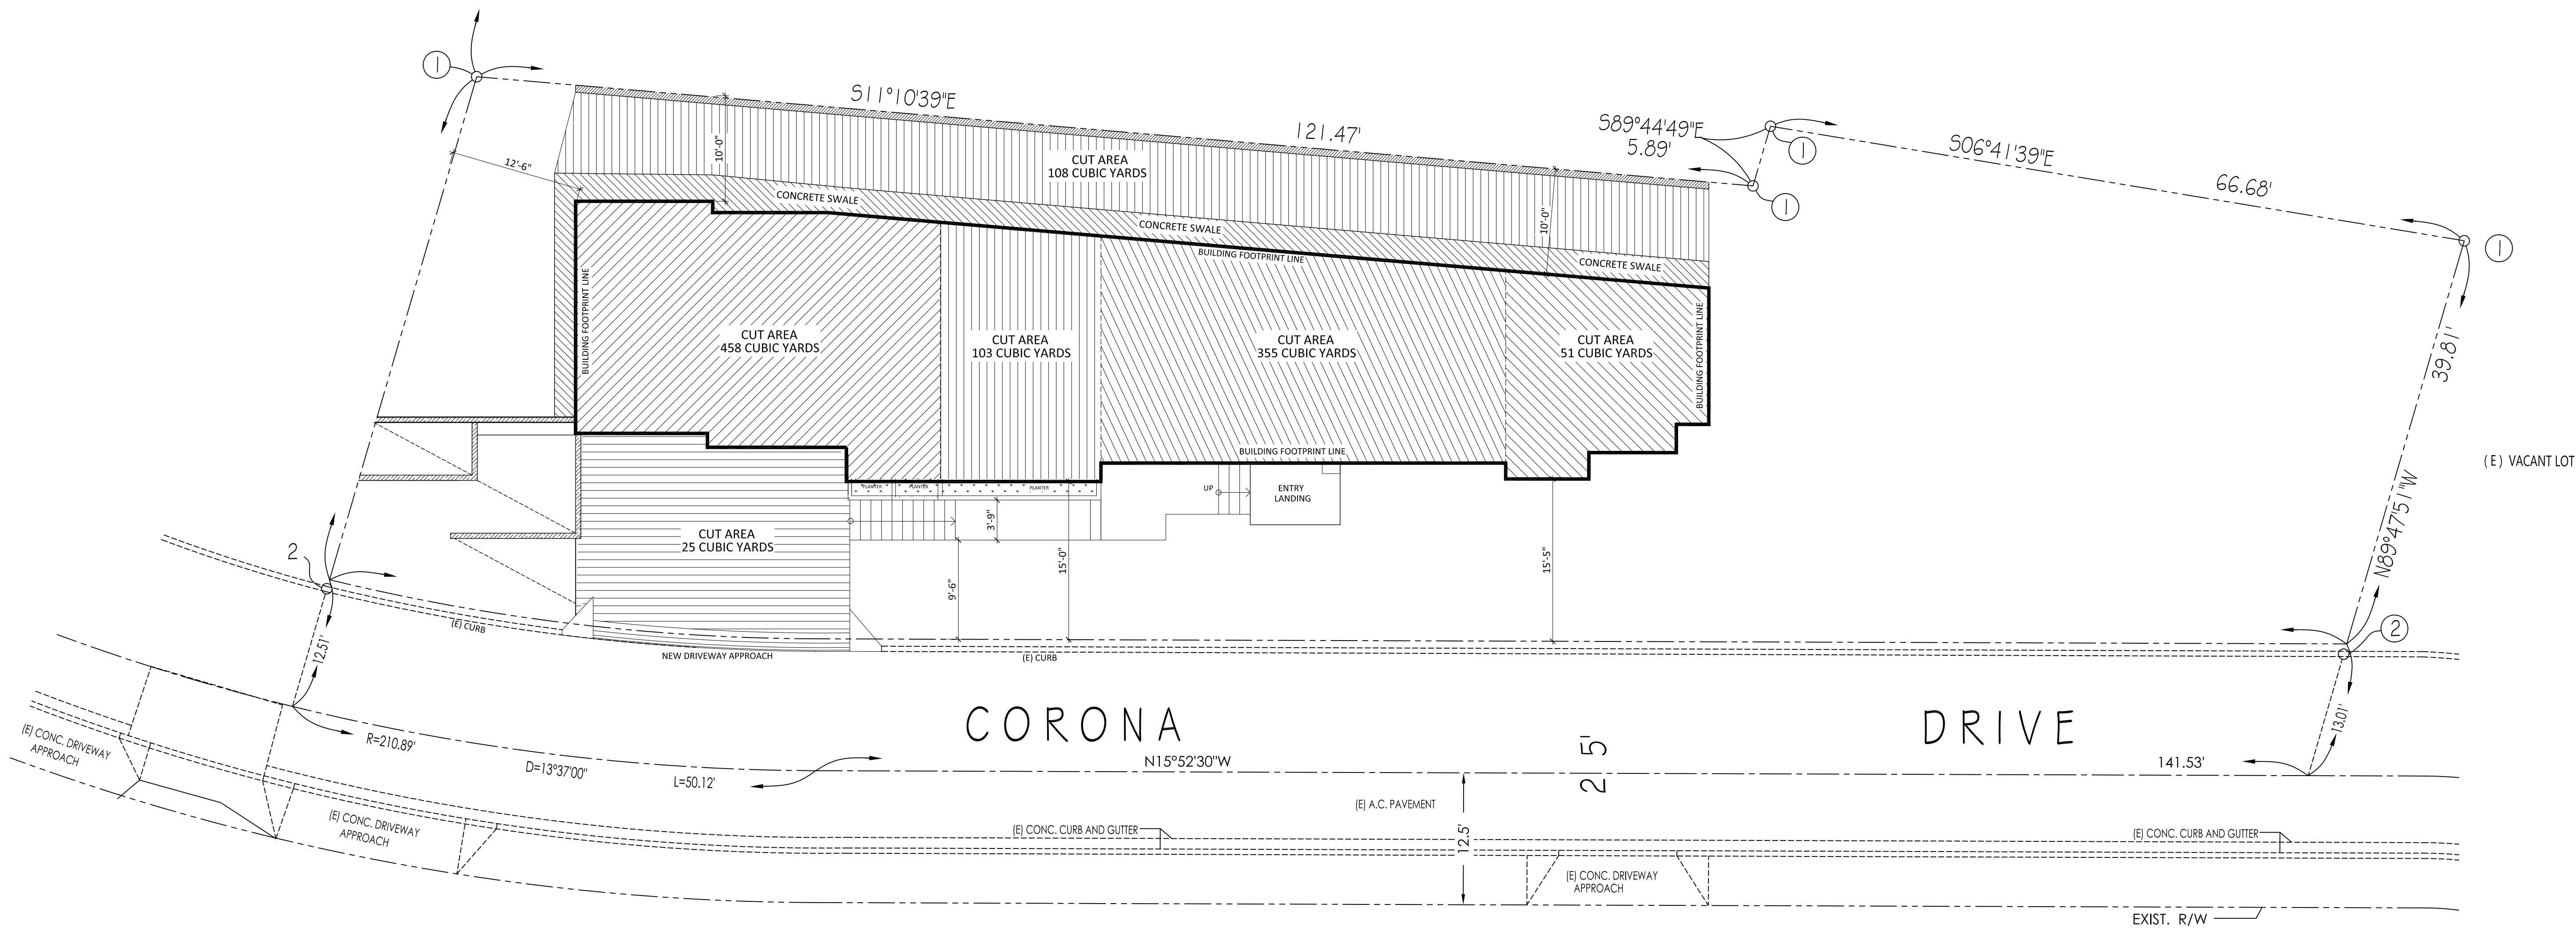 1
S11°10'39"E
121.47'
S89°44'49"E
5.89'
1
1
S06°41'39"E
66.68'
1
12'-6"
10'-0"
CUT AREA
108 CUBIC YARDS
10'-0"
CONCRETE SWALE
CONCRETE SWALE
CONCRETE SWALE
BUILDING FOOTPRINT LINE
BUILDING FOOTPRINT LINE
BUILDING FOOTPRINT LINE
CUT AREA
458 CUBIC YARDS
CUT AREA
103 CUBIC YARDS
CUT AREA
355 CUBIC YARDS
CUT AREA
51 CUBIC YARDS
39.81'
N89°47'51"W
(E) VACANT LOT
BUILDING FOOTPRINT LINE
PLANTER
PLANTER
PLANTER
UP
ENTRY
LANDING
CUT AREA
25 CUBIC YARDS
3'-9"
9'-6"
15'-0"
15'-5"
2
2
(E) CURB
NEW DRIVEWAY APPROACH
(E) CURB
12.51'
13.01'
CORONA DRIVE
25'
(E) CONC. DRIVEWAY
APPROACH
R=210.89'
D=13°37'00"
L=50.12'
N15°52'30"W
141.53'
(E) A.C. PAVEMENT
12.5'
(E) CONC. DRIVEWAY
APPROACH
(E) CONC. CURB AND GUTTER
(E) CONC. CURB AND GUTTER
(E) CONC. DRIVEWAY
APPROACH
EXIST. R/W